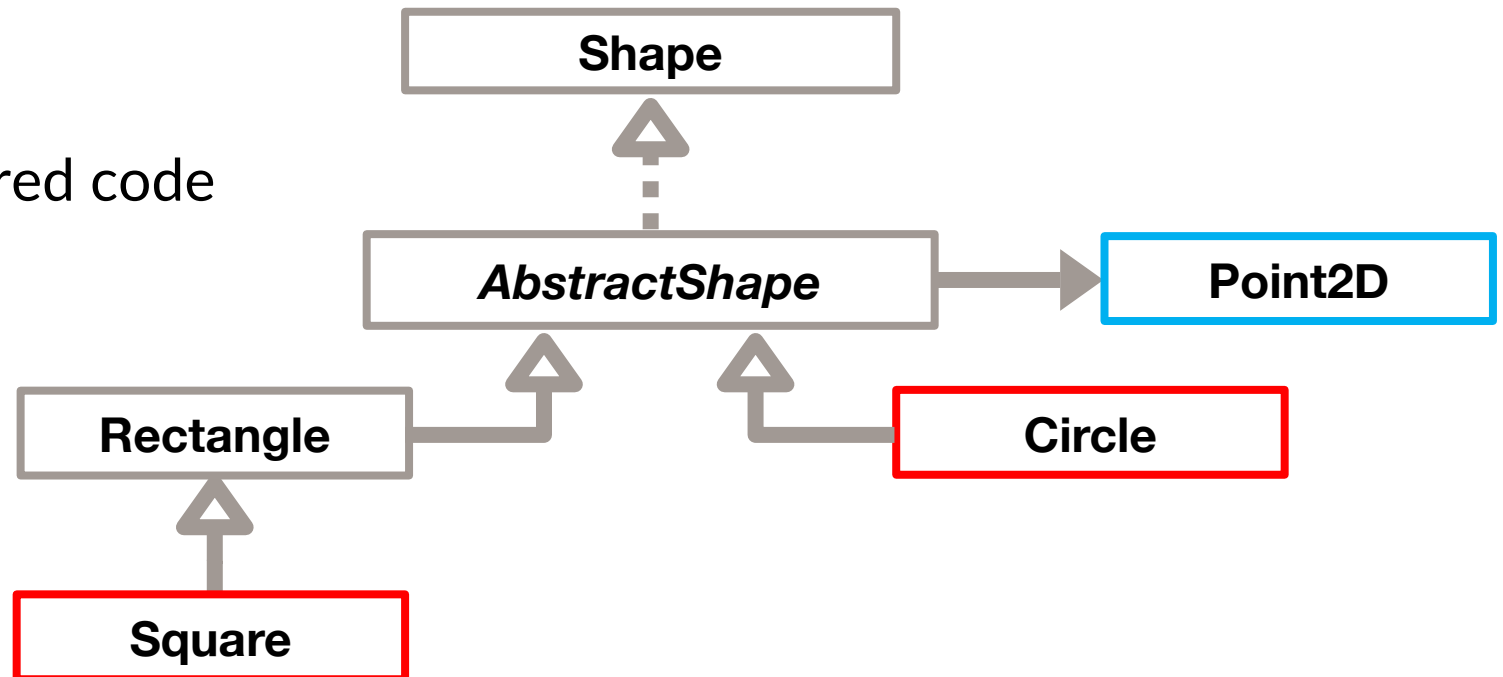 Shape
red code
AbstractShape
Point2D
Rectangle
Circle
Square